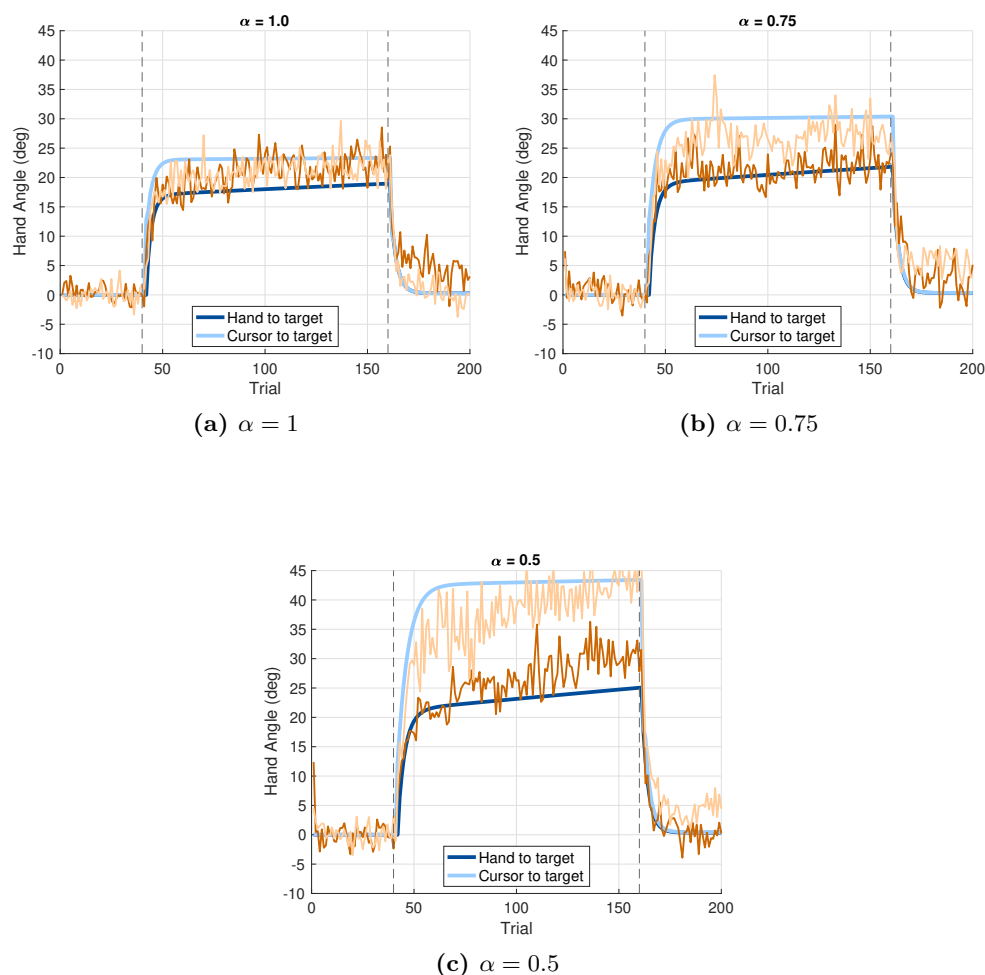 α = 1.0
45
40
35
30
25
20
15
10
5
0
-5
-10
Hand Angle (deg)
0
50
100
150
200
Trial
Hand to target
Cursor to target
(a) α = 1
α = 0.75
45
40
35
30
25
20
15
10
5
0
-5
-10
Hand Angle (deg)
0
50
100
150
200
Trial
Hand to target
Cursor to target
(b) α = 0.75
α = 0.5
45
40
35
30
25
20
15
10
5
0
-5
-10
Hand Angle (deg)
0
50
100
150
200
Trial
Hand to target
Cursor to target
(c) α = 0.5